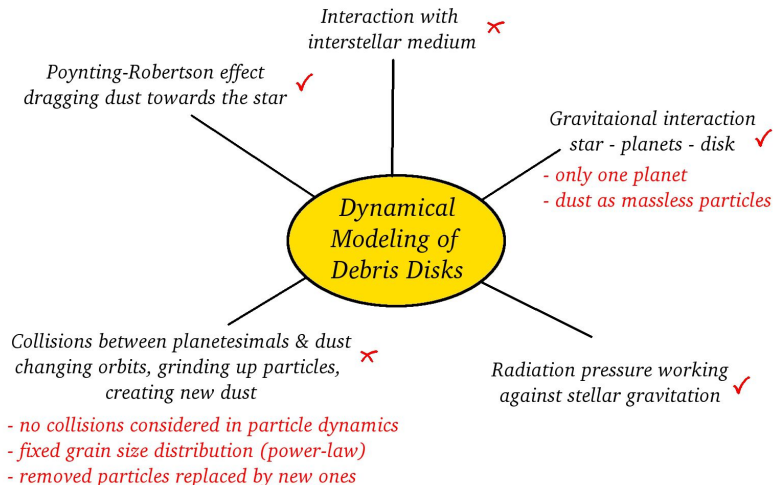 Interaction with
interstellar medium
Poynting-Robertson effect
dragging dust towards the star
Gravitaional interaction
star - planets - disk
- only one planet
- dust as massless particles
Dynamical
Modeling of
Debris Disks
Collisions between planetesimals & dust
changing orbits, grinding up particles,
creating new dust
- no collisions considered in particle dynamics
- fixed grain size distribution (power-law)
- removed particles replaced by new ones
Radiation pressure working
against stellar gravitation